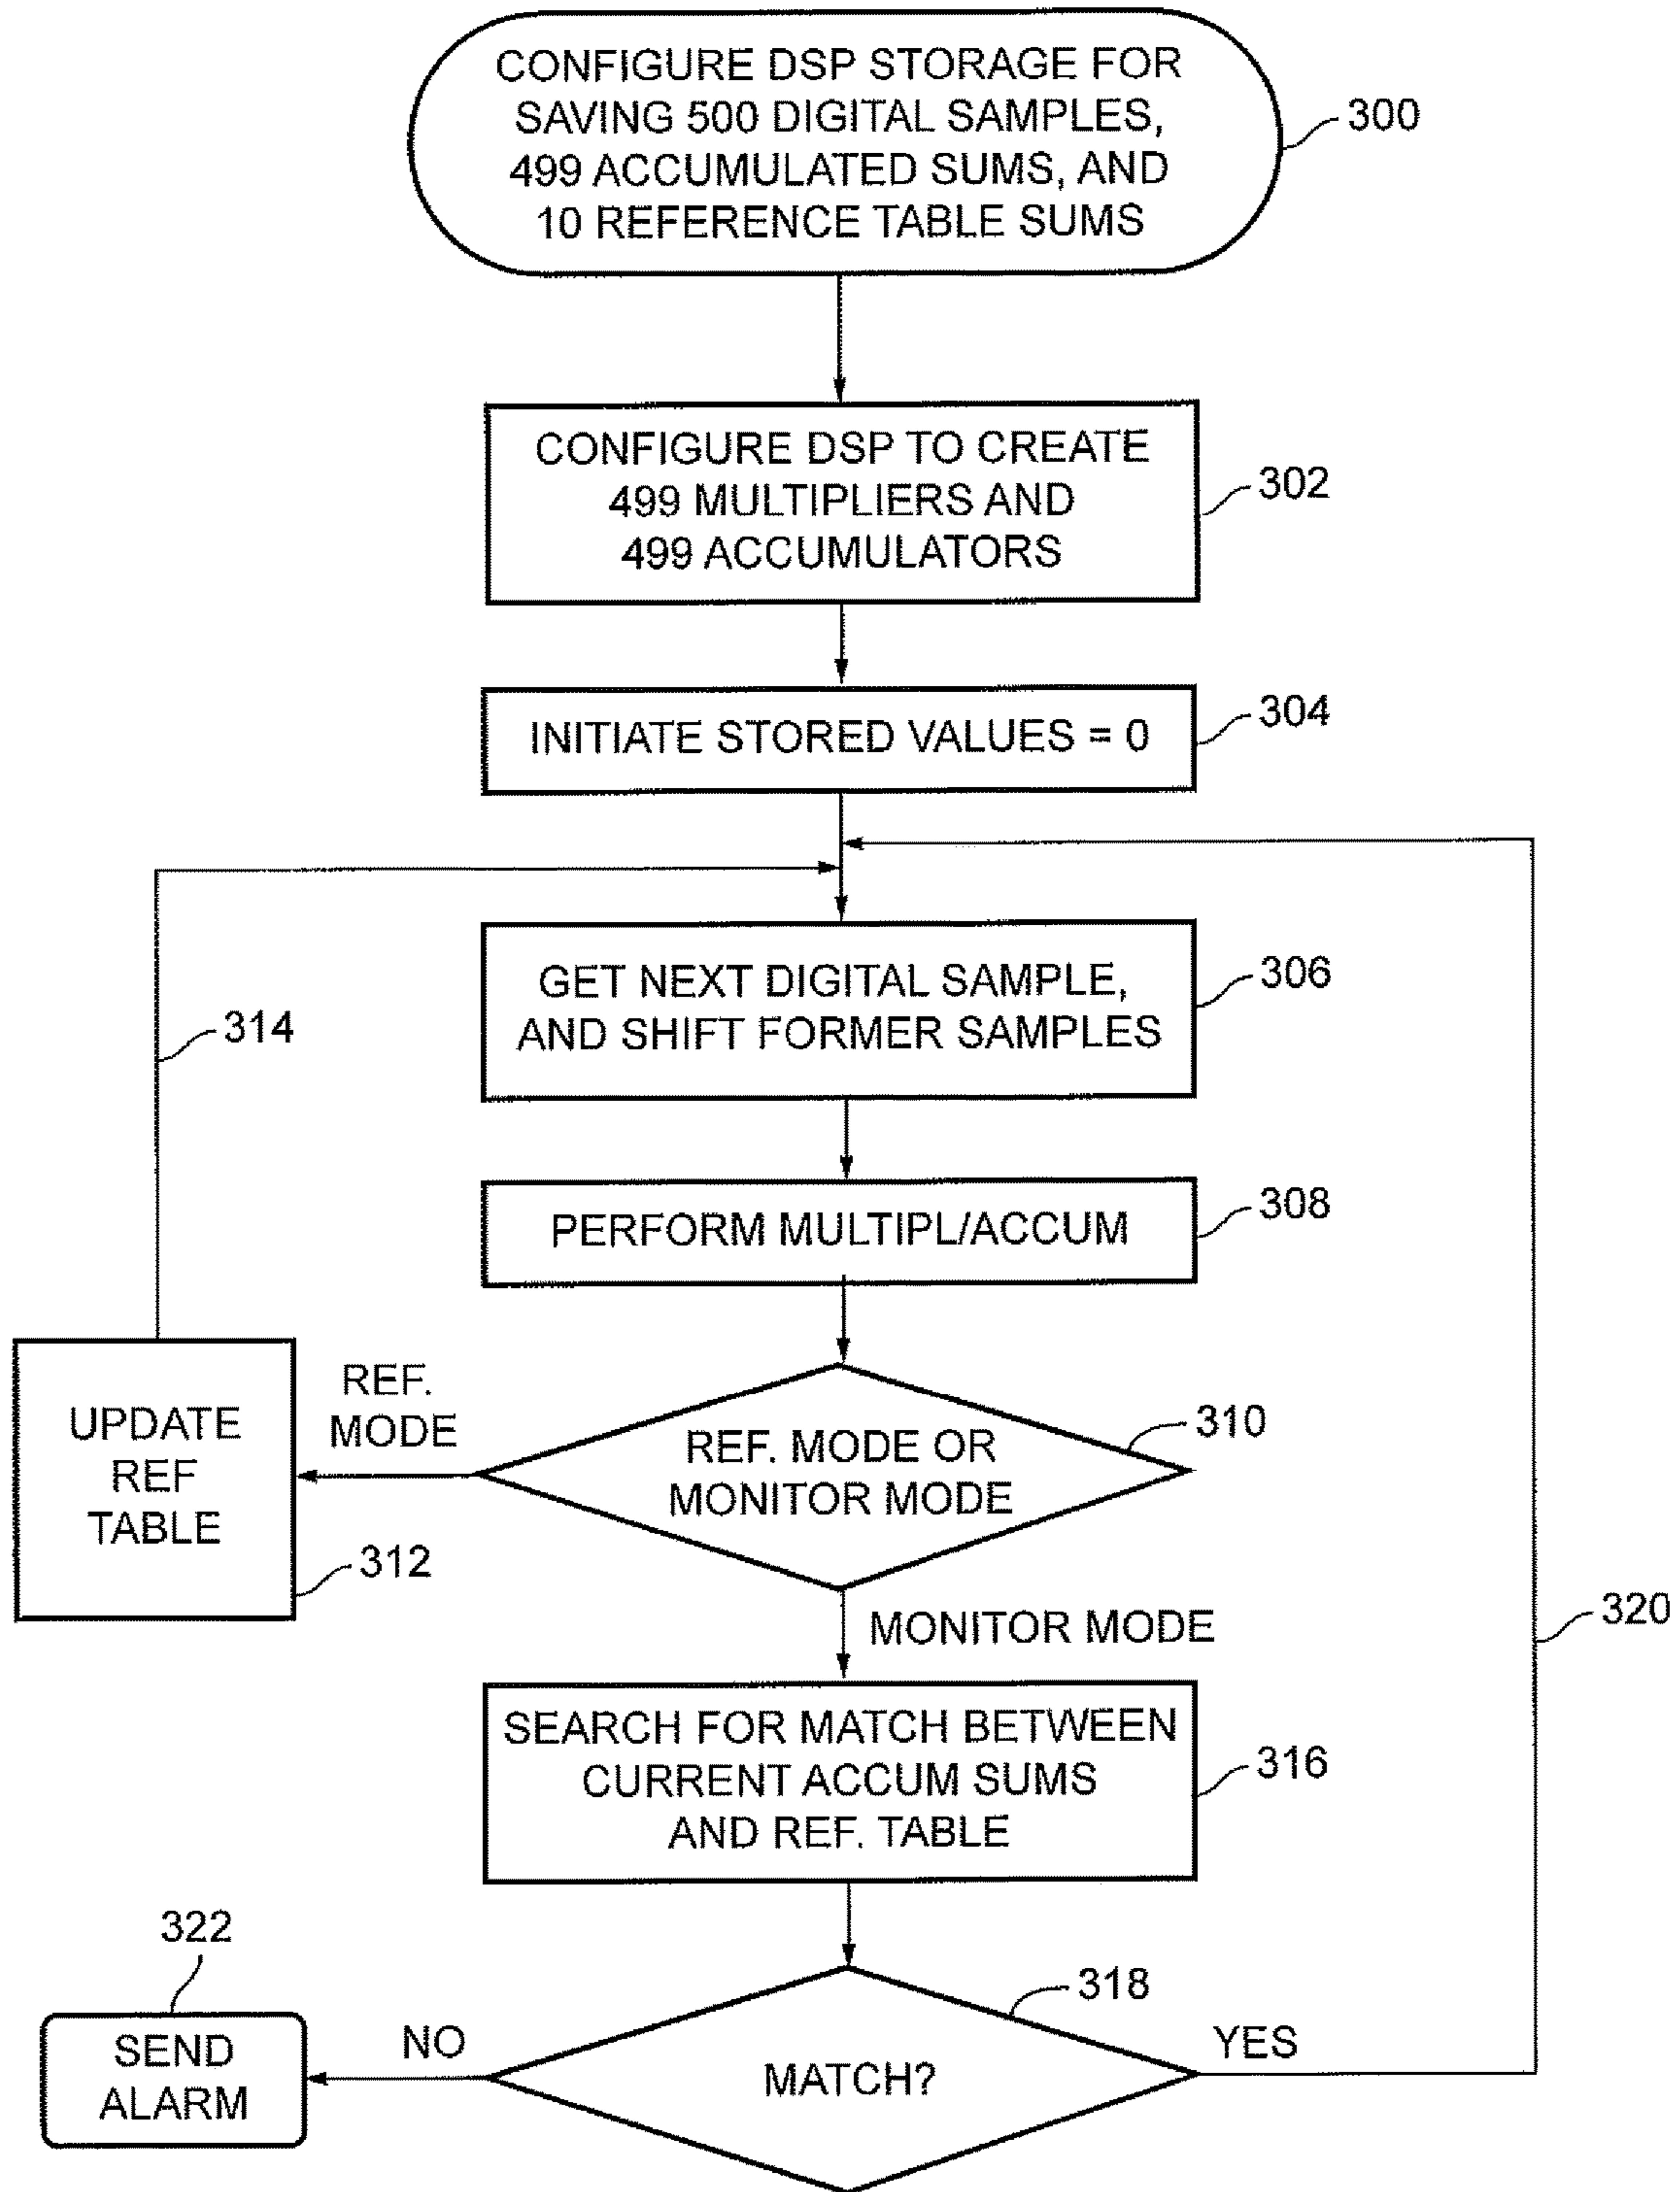 CONFIGURE DSP STORAGE FOR
SAVING 500 DIGITAL SAMPLES,
499 ACCUMULATED SUMS, AND
10 REFERENCE TABLE SUMS
300
CONFIGURE DSP TO CREATE
499 MULTIPLIERS AND
499 ACCUMULATORS
302
INITIATE STORED VALUES = 0
304
GET NEXT DIGITAL SAMPLE,
AND SHIFT FORMER SAMPLES
306
314
PERFORM MULTIPL/ACCUM
308
REF. MODE OR
MONITOR MODE
310
REF.
MODE
UPDATE
REF
TABLE
312
MONITOR MODE
320
SEARCH FOR MATCH BETWEEN
CURRENT ACCUM SUMS
AND REF. TABLE
316
MATCH?
318
YES
NO
322
SEND
ALARM